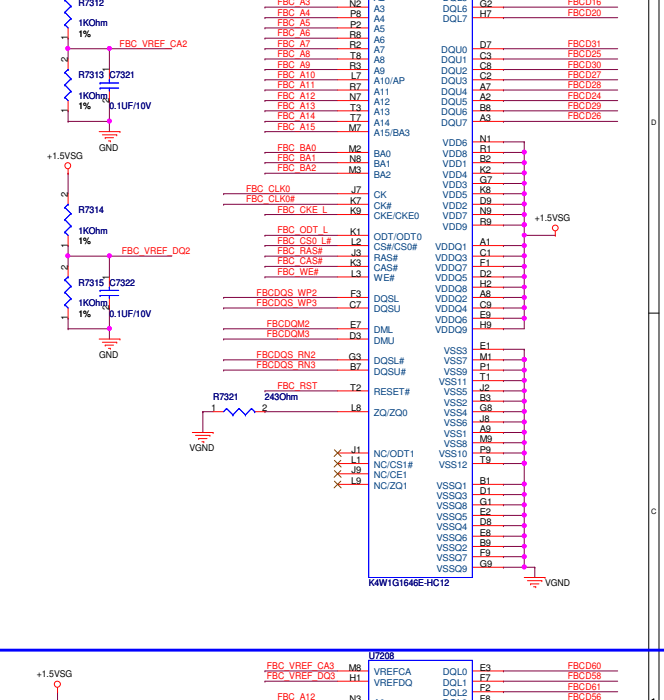 R7312
1KOhm
1%
1
2
FBC_VREF_CA2
R7313 C7321
1KOhm
1% 0.1UF/10V
1
GND
+1.5VSG
2
R7314
1KOhm
1%
1
2
FBC_VREF_DQ2
R7315 C7322
1KOhm
1% 0.1UF/10V
1
GND
FBC_A3 N2 A3
FBC_A4 P8 A4
FBC_A5 P2 A5
FBC_A6 R8 A6
FBC_A7 R2 A7
FBC_A8 T8 A8
FBC_A9 R3 A9
FBC_A10 L7 A10/AP
FBC_A11 R7 A11
FBC_A12 N7 A12
FBC_A13 T3 A13
FBC_A14 T7 A14
FBC_A15 M7 A15/BA3
FBC_BA0 M2 BA0
FBC_BA1 N8 BA1
FBC_BA2 M3 BA2
FBC_CLK0 J7 CK
FBC_CLK0# K7 CK#
FBC_CKE_L K9 CKE/CKE0
FBC_ODT_L K1 ODT/ODT0
FBC_CS0_L# L2 CS#/CS0#
FBC_RAS# J3 RAS#
FBC_CAS# K3 CAS#
FBC_WE# L3 WE#
FBCDQS_WP2 F3 DQSL
FBCDQS_WP3 C7 DQSU
FBCDQM2 E7 DML
FBCDQM3 D3 DMU
FBCDQS_RN2 G3 DQSL#
FBCDQS_RN3 B7 DQSU#
FBC_RST T2 RESET#
R7321 243Ohm
1 2 L8 ZQ/ZQ0
VGND
J1 NC/ODT1
L1 NC/CS1#
J9 NC/CE1
L9 NC/ZQ1
DQL6 G2 FBCD16
DQL7 H7 FBCD20
DQU0 D7 FBCD31
DQU1 C3 FBCD25
DQU2 C8 FBCD30
DQU3 C2 FBCD27
DQU4 A7 FBCD28
DQU5 A2 FBCD24
DQU6 B8 FBCD29
DQU7 A3 FBCD26
VDD6 N1
VDD8 R1
VDD1 B2
VDD4 K2
VDD3 G7
VDD5 K8
VDD2 D9
VDD7 N9
VDD9 R9
+1.5VSG
VDDQ1 A1
VDDQ3 C1
VDDQ7 F1
VDDQ5 D2
VDDQ8 H2
VDDQ2 A8
VDDQ4 C9
VDDQ6 E9
VDDQ9 H9
VSS3 E1
VSS7 M1
VSS9 P1
VSS11 T1
VSS5 J2
VSS2 B3
VSS4 G8
VSS6 J8
VSS1 A9
VSS8 M9
VSS10 P9
VSS12 T9
VSSQ1 B1
VSSQ3 D1
VSSQ8 G1
VSSQ5 E2
VSSQ4 D8
VSSQ6 E8
VSSQ2 B9
VSSQ7 F9
VSSQ9 G9
VGND
K4W1G1646E-HC12
D
C
U7208
+1.5VSG
FBC_VREF_CA3 M8 VREFCA
FBC_VREF_DQ3 H1 VREFDQ
FBC_A12 N3
DQL0 E3 FBCD60
DQL1 F7 FBCD58
DQL2 F2 FBCD61
F8 FBCD56